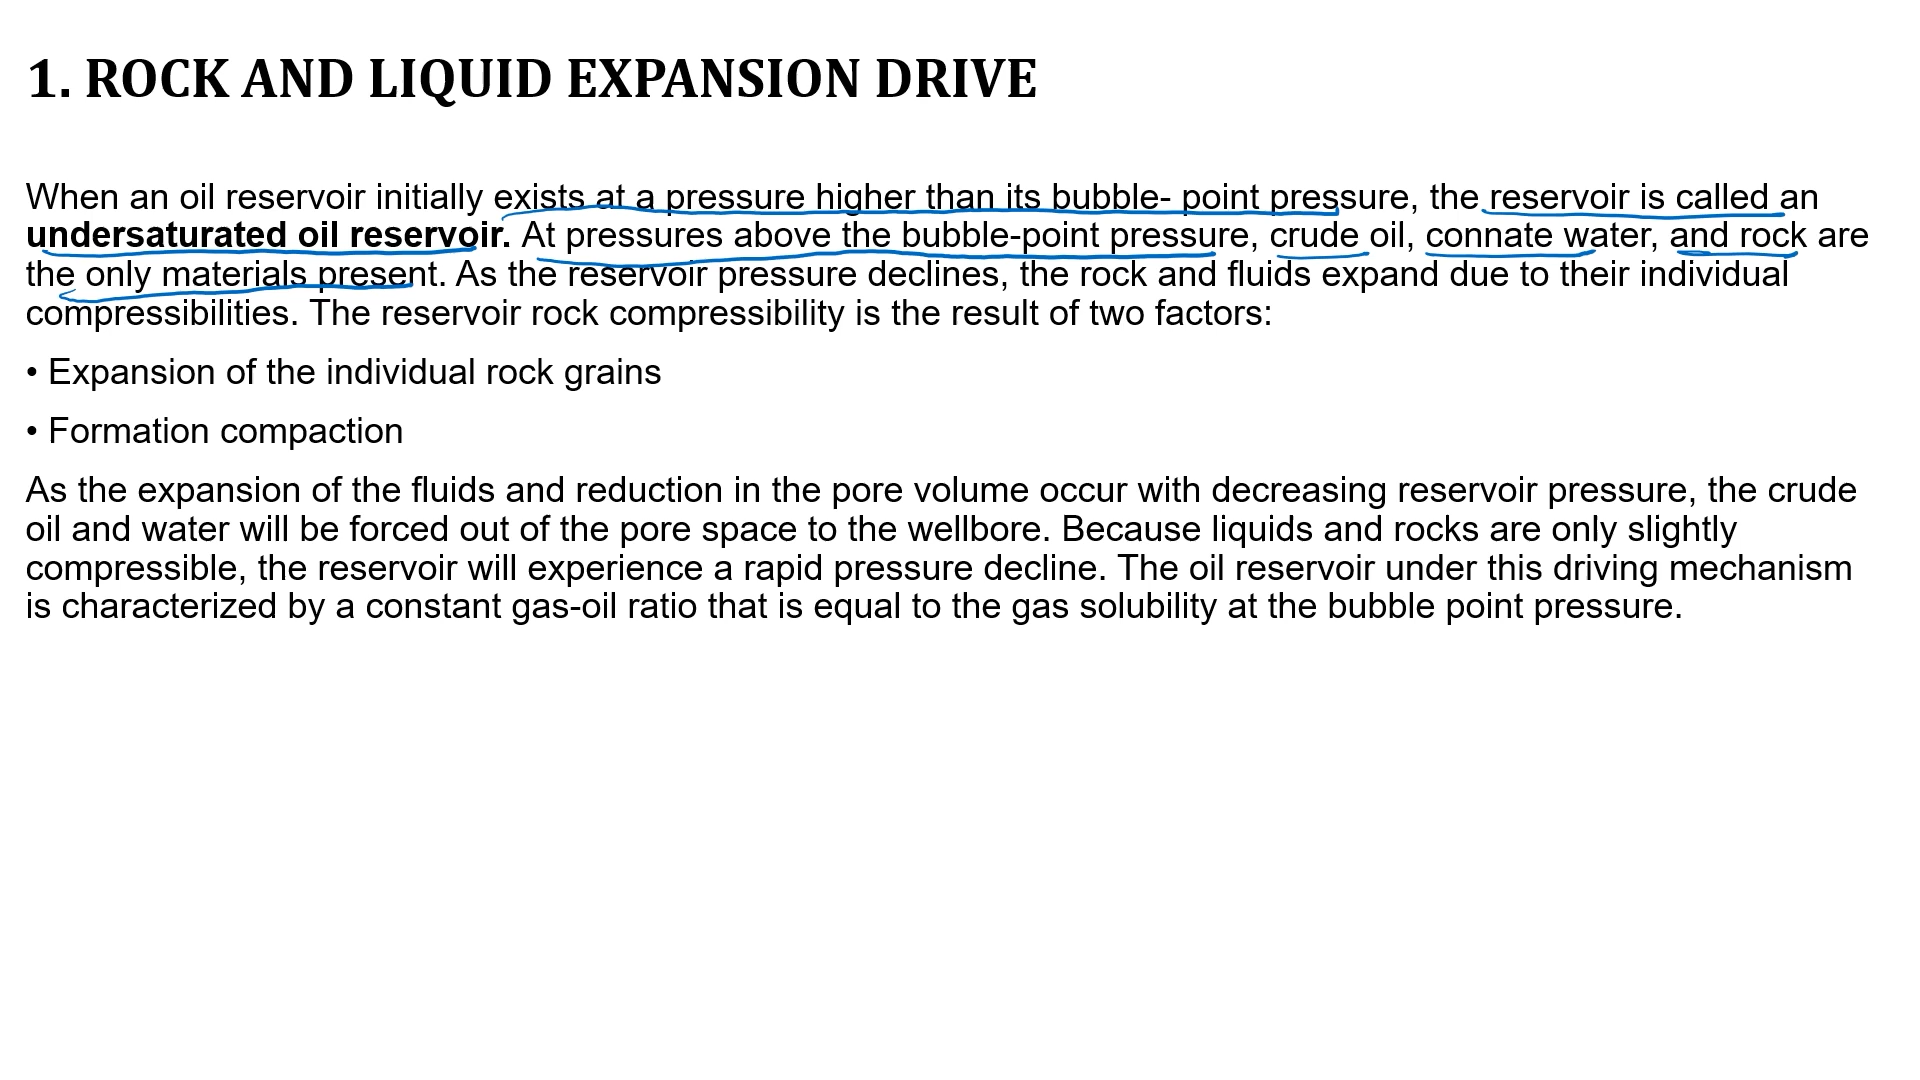 1. ROCK AND LIQUID EXPANSION DRIVE
When an oil reservoir initially exists at a pressure higher than its bubble- point pressure, the reservoir is called an
undersaturated oil reservoir. At pressures above the bubble-point pressure, crude oil, connate water, and rock are
the only materials present. As the reservoir pressure declines, the rock and fluids expand due to their individual
compressibilities. The reservoir rock compressibility is the result of two factors:
• Expansion of the individual rock grains
• Formation compaction
As the expansion of the fluids and reduction in the pore volume occur with decreasing reservoir pressure, the crude
oil and water will be forced out of the pore space to the wellbore. Because liquids and rocks are only slightly
compressible, the reservoir will experience a rapid pressure decline. The oil reservoir under this driving mechanism
is characterized by a constant gas-oil ratio that is equal to the gas solubility at the bubble point pressure.